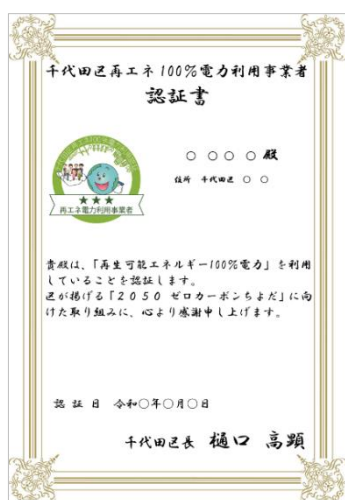 千代田区再エネ100%電力利用事業者
認証書
○ ○ ○ ○ 殿
住所 千代田区 ○ ○
★★★
再エネ電力利用事業者
貴殿は、「再生可能エネルギー100%電力」を利用
していることを認証します。
区が掲げる「2050 ゼロカーボンちよだ」に向
けた取り組みに、心より感謝申し上げます。
認 証 日 令和○年○月○日
千代田区長 樋口 高顕